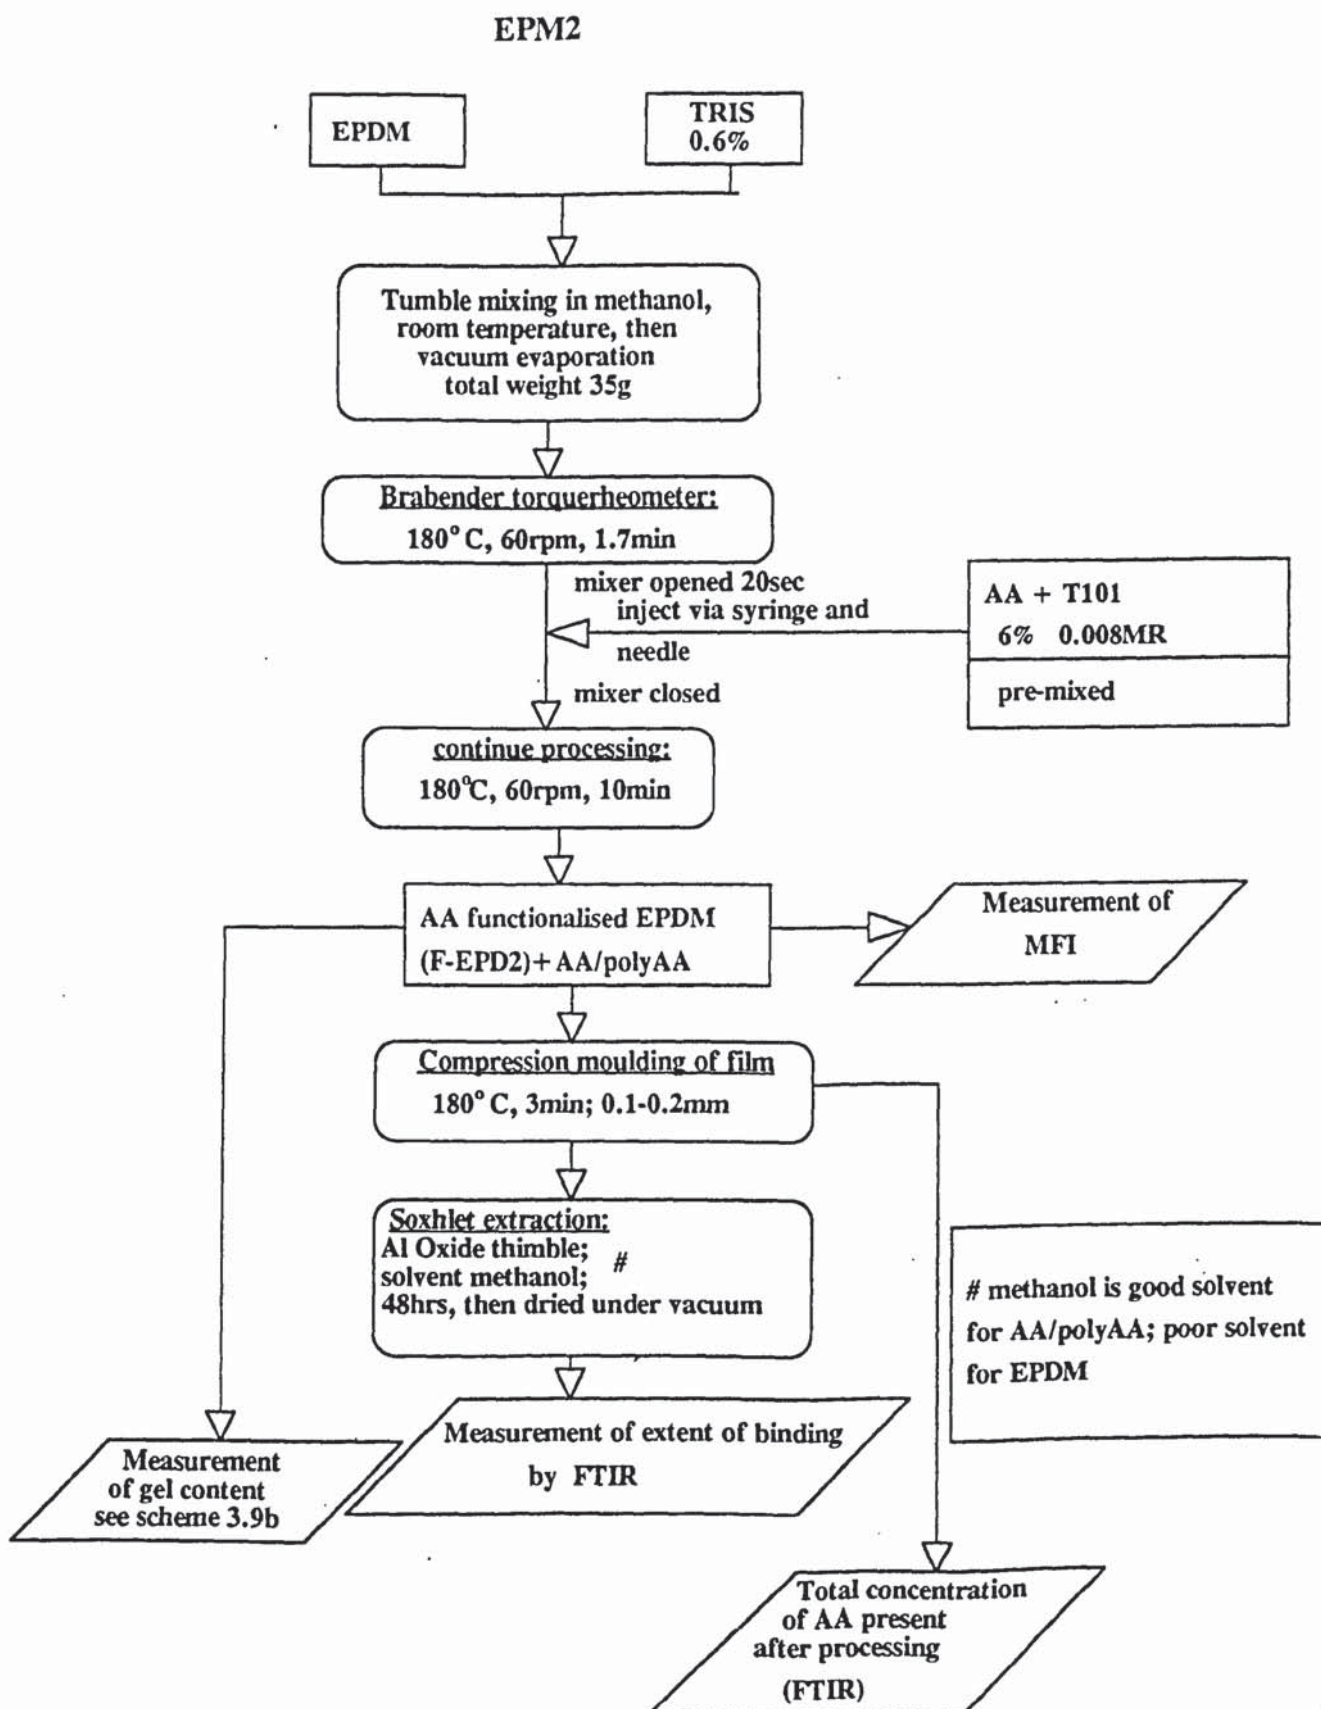 EPM2
EPDM
TRIS
0.6%
Tumble mixing in methanol,
room temperature, then
vacuum evaporation
total weight 35g
Brabender torquerheometer:
180°C, 60rpm, 1.7min
mixer opened 20sec
inject via syringe and
needle
mixer closed
AA + T101
6% 0.008MR
pre-mixed
continue processing:
180°C, 60rpm, 10min
AA functionalised EPDM
(F-EPD2)+ AA/polyAA
Measurement of
MFI
Compression moulding of film
180°C, 3min; 0.1-0.2mm
Soxhlet extraction:
Al Oxide thimble; #
solvent methanol;
48hrs, then dried under vacuum
# methanol is good solvent
for AA/polyAA; poor solvent
for EPDM
Measurement of extent of binding
by FTIR
Measurement
of gel content
see scheme 3.9b
Total concentration
of AA present
after processing
(FTIR)